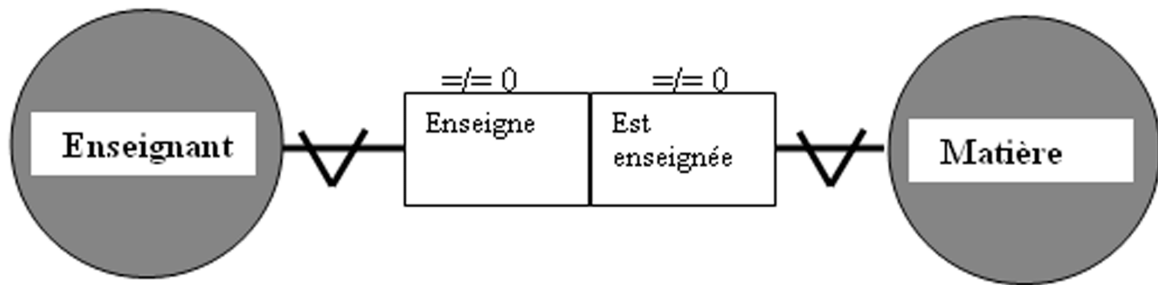 =/= 0
=/= 0
Enseignant
Enseigne
Est
enseignée
Matière